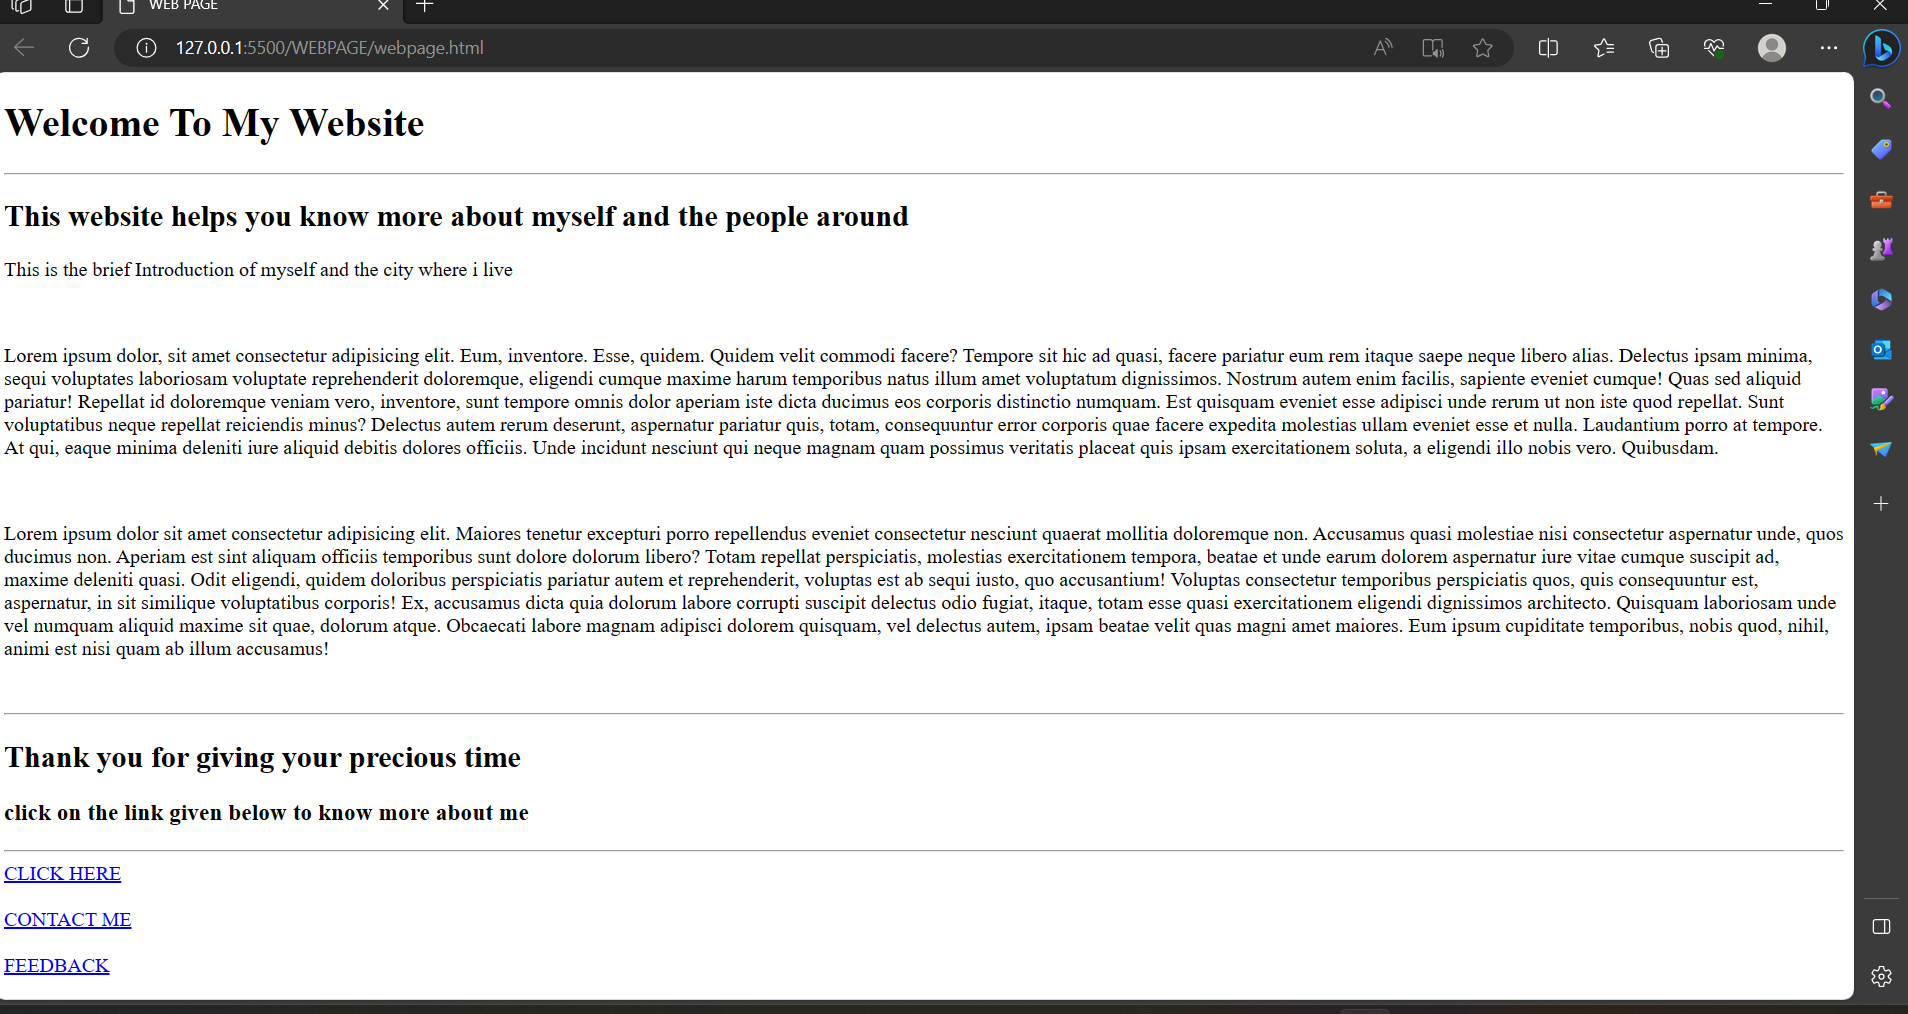 WEB PAGE
127.0.0.1:5500/WEBPAGE/webpage.html
Welcome To My Website
This website helps you know more about myself and the people around
This is the brief Introduction of myself and the city where i live
Lorem ipsum dolor, sit amet consectetur adipisicing elit. Eum, inventore. Esse, quidem. Quidem velit commodi facere? Tempore sit hic ad quasi, facere pariatur eum rem itaque saepe neque libero alias. Delectus ipsam minima,
sequi voluptates laboriosam voluptate reprehenderit doloremque, eligendi cumque maxime harum temporibus natus illum amet voluptatum dignissimos. Nostrum autem enim facilis, sapiente eveniet cumque! Quas sed aliquid
pariatur! Repellat id doloremque veniam vero, inventore, sunt tempore omnis dolor aperiam iste dicta ducimus eos corporis distinctio numquam. Est quisquam eveniet esse adipisci unde rerum ut non iste quod repellat. Sunt
voluptatibus neque repellat reiciendis minus? Delectus autem rerum deserunt, aspernatur pariatur quis, totam, consequuntur error corporis quae facere expedita molestias ullam eveniet esse et nulla. Laudantium porro at tempore.
At qui, eaque minima deleniti iure aliquid debitis dolores officiis. Unde incidunt nesciunt qui neque magnam quam possimus veritatis placeat quis ipsam exercitationem soluta, a eligendi illo nobis vero. Quibusdam.
Lorem ipsum dolor sit amet consectetur adipisicing elit. Maiores tenetur excepturi porro repellendus eveniet consectetur nesciunt quaerat mollitia doloremque non. Accusamus quasi molestiae nisi consectetur aspernatur unde, quos
ducimus non. Aperiam est sint aliquam officiis temporibus sunt dolore dolorum libero? Totam repellat perspiciatis, molestias exercitationem tempora, beatae et unde earum dolorem aspernatur iure vitae cumque suscipit ad,
maxime deleniti quasi. Odit eligendi, quidem doloribus perspiciatis pariatur autem et reprehenderit, voluptas est ab sequi iusto, quo accusantium! Voluptas consectetur temporibus perspiciatis quos, quis consequuntur est,
aspernatur, in sit similique voluptatibus corporis! Ex, accusamus dicta quia dolorum labore corrupti suscipit delectus odio fugiat, itaque, totam esse quasi exercitationem eligendi dignissimos architecto. Quisquam laboriosam unde
vel numquam aliquid maxime sit quae, dolorum atque. Obcaecati labore magnam adipisci dolorem quisquam, vel delectus autem, ipsam beatae velit quas magni amet maiores. Eum ipsum cupiditate temporibus, nobis quod, nihil,
animi est nisi quam ab illum accusamus!
Thank you for giving your precious time
click on the link given below to know more about me
CLICK HERE
CONTACT ME
FEEDBACK